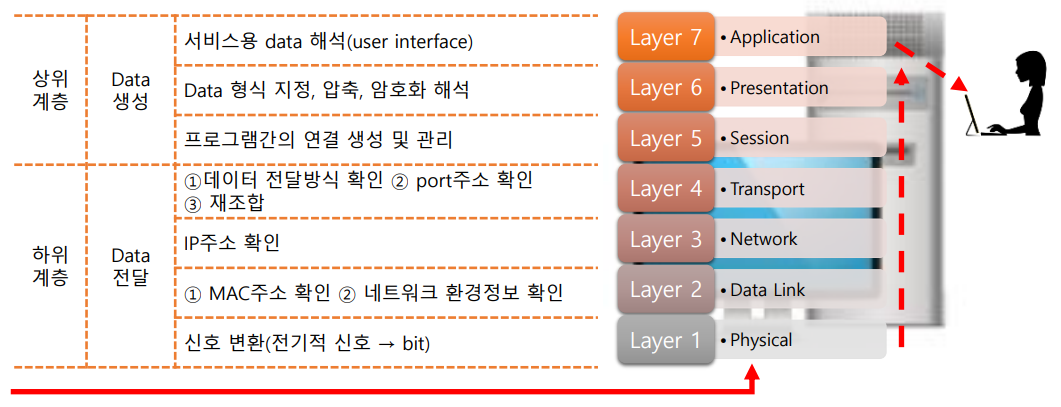 상위
계층
Data
생성
서비스용 data 해석(user interface)
Data 형식 지정, 압축, 암호화 해석
프로그램간의 연결 생성 및 관리
하위
계층
Data
전달
①데이터 전달방식 확인 ② port주소 확인
③ 재조합
IP주소 확인
① MAC주소 확인 ② 네트워크 환경정보 확인
신호 변환(전기적 신호 → bit)
Layer 7 • Application
Layer 6 • Presentation
Layer 5 • Session
Layer 4 • Transport
Layer 3 • Network
Layer 2 • Data Link
Layer 1 • Physical